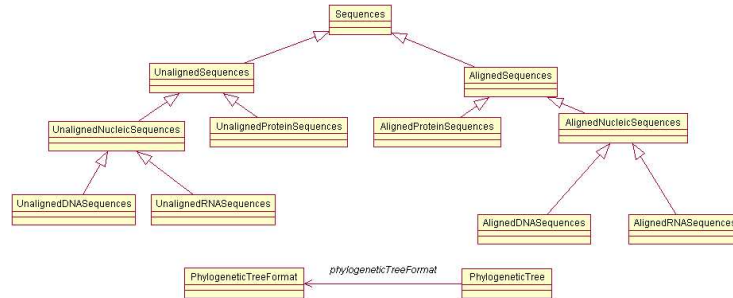 Sequences
UnalignedSequences
AlignedSequences
UnalignedNucleicSequences
UnalignedProteinSequences
AlignedProteinSequences
AlignedNucleicSequences
UnalignedDNASequences
UnalignedRNASequences
AlignedDNASequences
AlignedRNASequences
phylogeneticTreeFormat
PhylogeneticTreeFormat
PhylogeneticTree